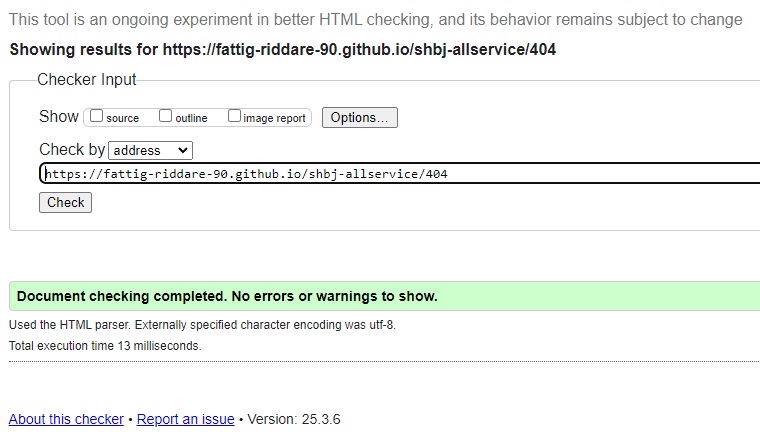 This tool is an ongoing experiment in better HTML checking, and its behavior remains subject to change
Showing results for https://fattig-riddare-90.github.io/shbj-allservice/404
Checker Input
Show source outline image report Options...
Check by address
https://fattig-riddare-90.github.io/shbj-allservice/404
Check
Document checking completed. No errors or warnings to show.
Used the HTML parser. Externally specified character encoding was utf-8.
Total execution time 13 milliseconds.
About this checker • Report an issue • Version: 25.3.6